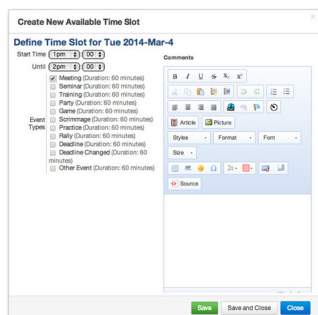 Create New Available Time Slot
×
Define Time Slot for Tue 2014-Mar-4
Start Time 1pm : 00
Until 2pm : 00
Event Types
Meeting (Duration: 60 minutes)
Seminar (Duration: 60 minutes)
Training (Duration: 60 minutes)
Party (Duration: 60 minutes)
Game (Duration: 60 minutes)
Scrimmage (Duration: 60 minutes)
Practice (Duration: 60 minutes)
Rally (Duration: 60 minutes)
Deadline (Duration: 60 minutes)
Deadline Changed (Duration: 60
minutes)
Other Event (Duration: 60 minutes)
Comments
B I U S X₂ X²
Article Picture
Styles Format Font
Size
Source
Save Save and Close Close